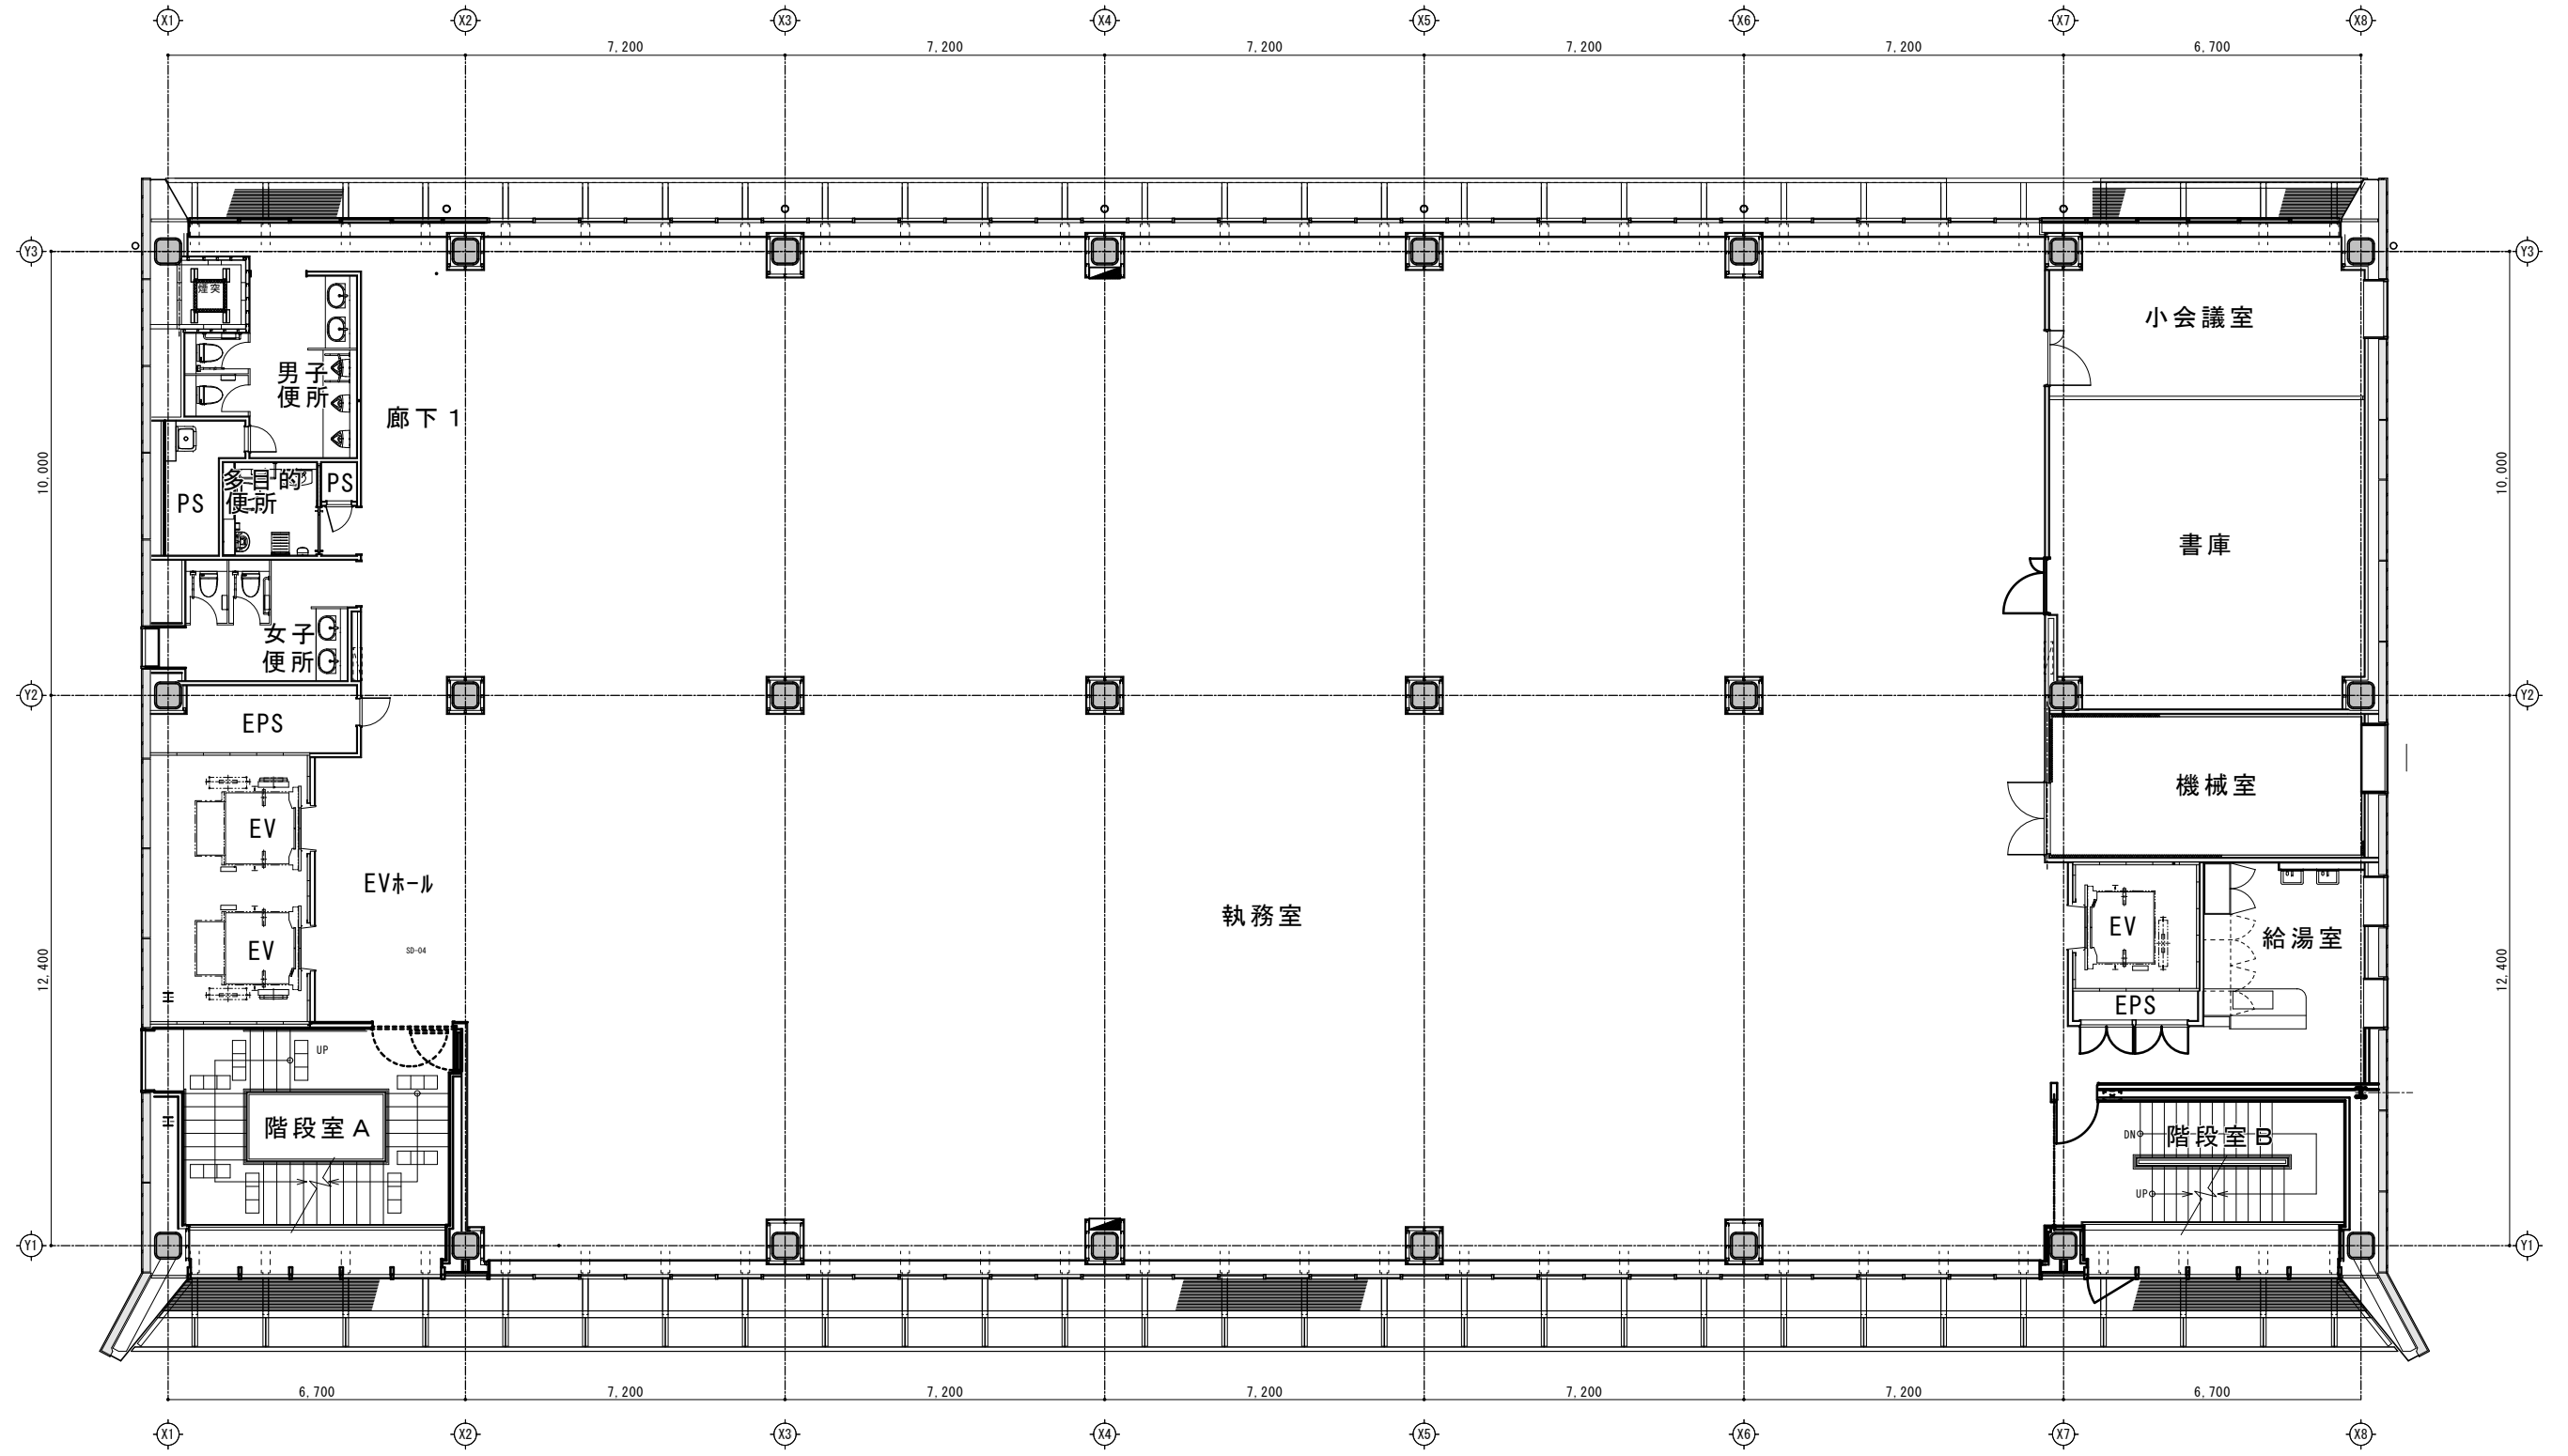 X1 X2 X3 X4 X5 X6 X7 X8
7,200 7,200 7,200 7,200 7,200 6,700
Y3 Y3
煙突
小会議室
男子
便所
廊下1
10,000 10,000
多目的
便所
PS
PS
書庫
女子
便所
Y2 Y2
EPS
機械室
EV
EVホール
執務室
EV
給湯室
EV
SD-04
12,400 12,400
EPS
UP
階段室A
DN
階段室B
UP
Y1 Y1
6,700 7,200 7,200 7,200 7,200 7,200 6,700
X1 X2 X3 X4 X5 X6 X7 X8